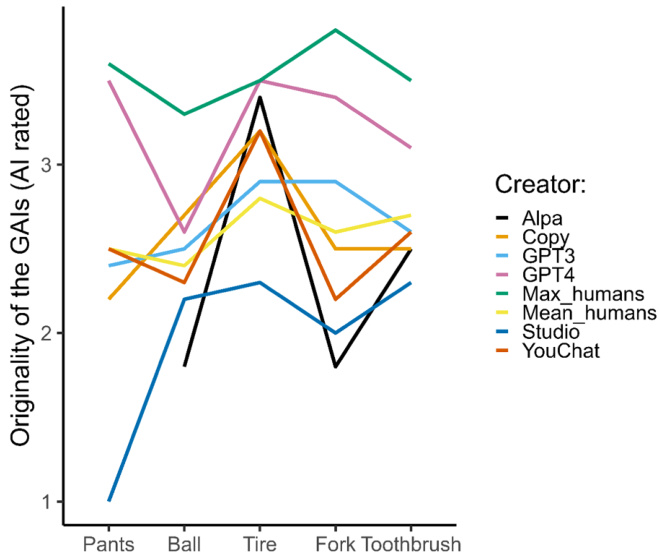 Originality of the GAIs (AI rated)
3
2
1
Pants Ball Tire Fork Toothbrush
Creator:
Alpa
Copy
GPT3
GPT4
Max_humans
Mean_humans
Studio
YouChat